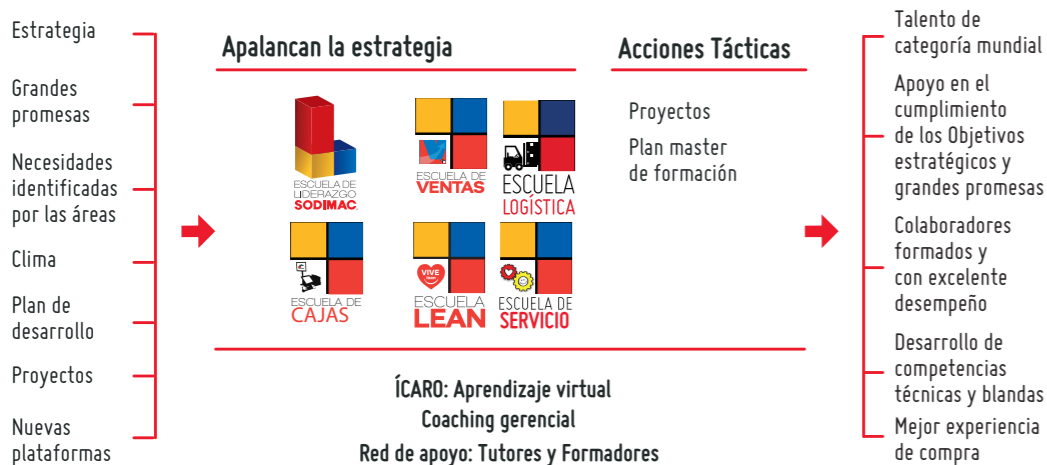 Estrategia
Grandes
promesas
Necesidades
identificadas
por las áreas
Clima
Plan de
desarrollo
Proyectos
Nuevas
plataformas
Apalancan la estrategia
ESCUELA DE
LIDERAZGO
SODIMAC
ESCUELA DE
VENTAS
ESCUELA
LOGÍSTICA
ESCUELA DE
CAJAS
VIVE
ESCUELA
LEAN
ESCUELA DE
SERVICIO
Acciones Tácticas
Proyectos
Plan master
de formación
ÍCARO: Aprendizaje virtual
Coaching gerencial
Red de apoyo: Tutores y Formadores
Talento de
categoría mundial
Apoyo en el
cumplimiento
de los Objetivos
estratégicos y
grandes promesas
Colaboradores
formados y
con excelente
desempeño
Desarrollo de
competencias
técnicas y blandas
Mejor experiencia
de compra